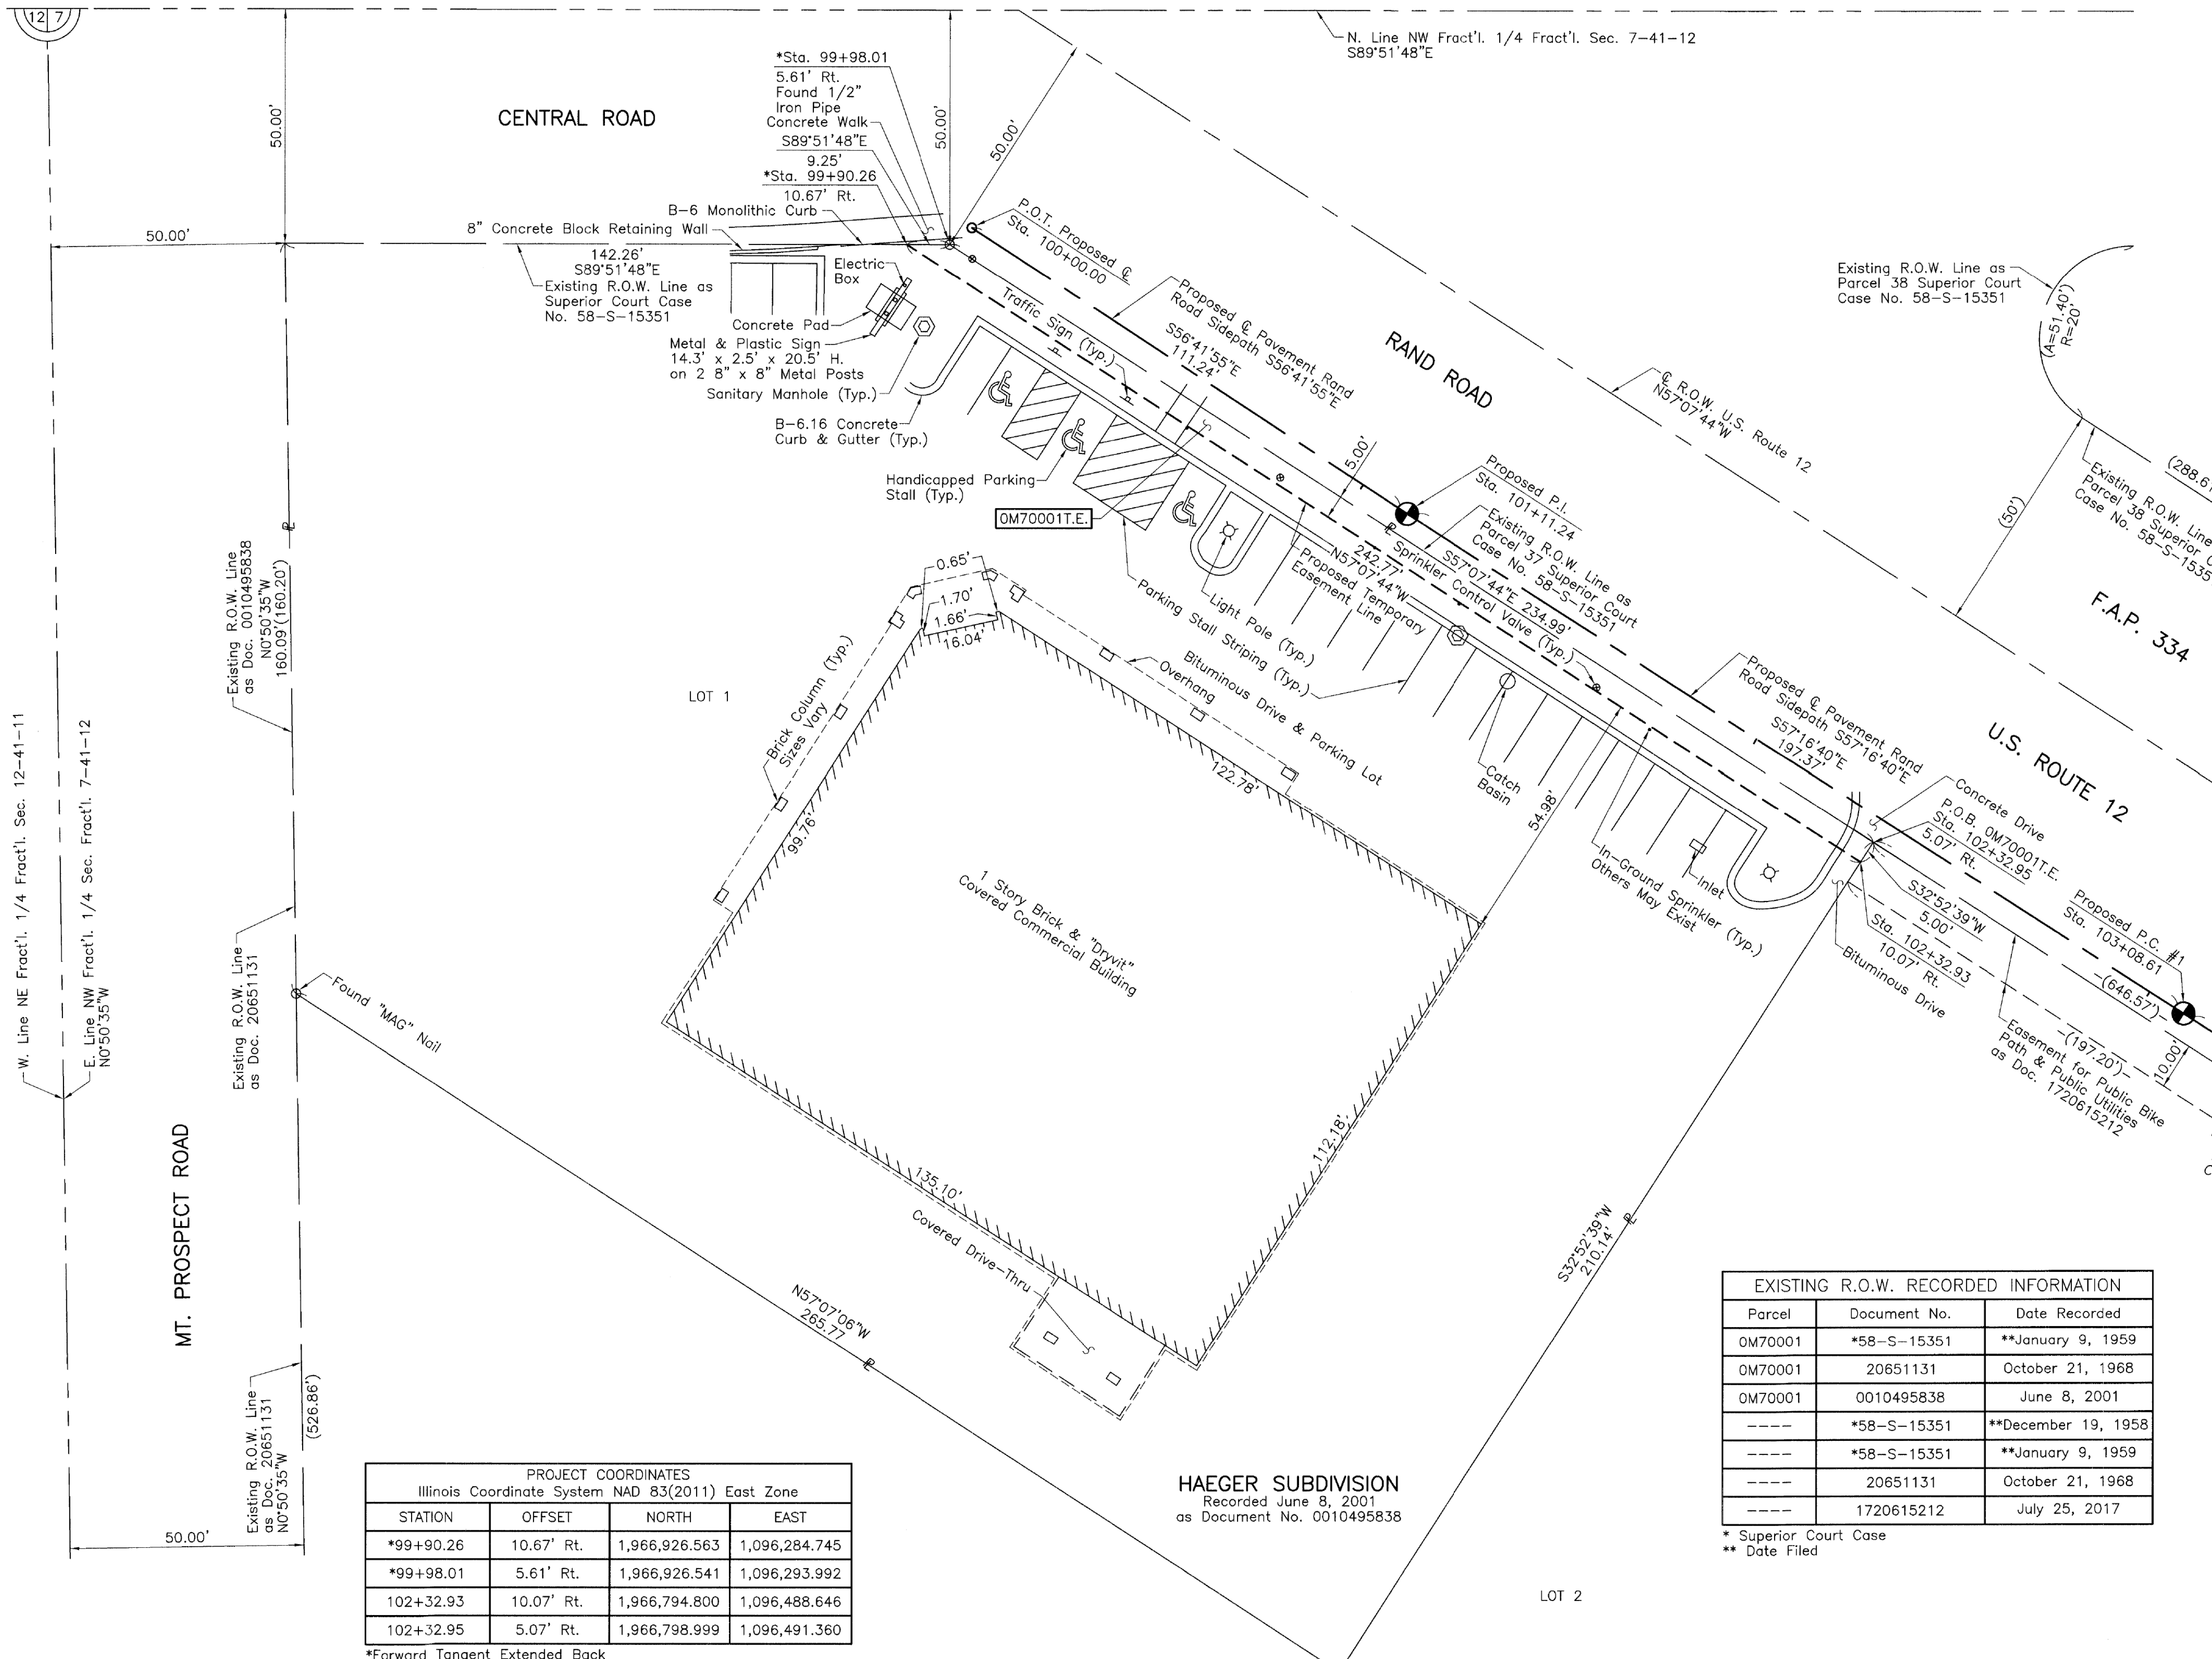 12 7
N. Line NW Fract'l. 1/4 Fract'l. Sec. 7-41-12
S89°51'48"E
*Sta. 99+98.01
5.61' Rt.
Found 1/2"
Iron Pipe
Concrete Walk
S89°51'48"E
9.25'
*Sta. 99+90.26
10.67' Rt.
B-6 Monolithic Curb
8" Concrete Block Retaining Wall
CENTRAL ROAD
50.00'
50.00'
50.00'
50.00'
142.26'
S89°51'48"E
Existing R.O.W. Line as
Superior Court Case
No. 58-S-15351
Electric
Box
Concrete Pad
Metal & Plastic Sign
14.3' x 2.5' x 20.5' H.
on 2 8" x 8" Metal Posts
Sanitary Manhole (Typ.)
B-6.16 Concrete
Curb & Gutter (Typ.)
Handicapped Parking
Stall (Typ.)
0M70001T.E.
P.O.T. Proposed ℄
Sta. 100+00.00
Traffic Sign (Typ.)
Proposed ℄ Pavement Rand
Road Sidepath S56°41'55"E
S56°41'55"E
111.24'
RAND ROAD
℄ R.O.W. U.S. Route 12
N57°07'44"W
Existing R.O.W. Line as
Parcel 38 Superior Court
Case No. 58-S-15351
(A=51.40')
R=20'
(50')
Existing R.O.W. Line
Parcel 38 Superior
Case No. 58-S-1535
F.A.P. 334
U.S. ROUTE 12
5.00'
Proposed P.I.
Sta. 101+11.24
Existing R.O.W. Line as
Parcel 37 Superior Court
Case No. 58-S-15351
S57°07'44"E 234.99'
Sprinkler Control Valve (Typ.)
242.77'
N57°07'44"W
Proposed Temporary
Easement Line
Light Pole (Typ.)
Parking Stall Striping (Typ.)
Bituminous Drive & Parking Lot
Overhang
Catch
Basin
54.98'
In-Ground Sprinkler (Typ.)
Others May Exist
Inlet
Proposed ℄ Pavement Rand
Road Sidepath S57°16'40"E
S57°16'40"E
197.37'
Concrete Drive
P.O.B. 0M70001T.E.
Sta. 102+32.95
5.07' Rt.
S32°52'39"W
5.00'
Sta. 102+32.93
10.07' Rt.
Bituminous Drive
Proposed P.C. #1
Sta. 103+08.61
(646.57')
(197.20')
10.00'
Easement for Public Bike
Path & Public Utilities
as Doc. 1720615212
0.65'
1.70'
1.66'
16.04'
122.78'
99.76'
112.18'
135.10'
Brick Column (Typ.)
Sizes Vary
LOT 1
1 Story Brick & "Dryvit"
Covered Commercial Building
Covered Drive-Thru
Existing R.O.W. Line
as Doc. 0010495838
N0°50'35"W
160.09'(160.20')
W. Line NE Fract'l. 1/4 Fract'l. Sec. 12-41-11
E. Line NW Fract'l. 1/4 Sec. Fract'l. 7-41-12
N0°50'35"W
Existing R.O.W. Line
as Doc. 20651131
Found "MAG" Nail
MT. PROSPECT ROAD
Existing R.O.W. Line
as Doc. 20651131
N0°50'35"W
(526.86')
50.00'
N57°07'06"W
265.77
S32°52'39"W
210.14'
HAEGER SUBDIVISION
Recorded June 8, 2001
as Document No. 0010495838
LOT 2
PROJECT COORDINATES
Illinois Coordinate System NAD 83(2011) East Zone
STATION OFFSET NORTH EAST
*99+90.26 10.67' Rt. 1,966,926.563 1,096,284.745
*99+98.01 5.61' Rt. 1,966,926.541 1,096,293.992
102+32.93 10.07' Rt. 1,966,794.800 1,096,488.646
102+32.95 5.07' Rt. 1,966,798.999 1,096,491.360
*Forward Tangent Extended Back
EXISTING R.O.W. RECORDED INFORMATION
Parcel Document No. Date Recorded
0M70001 *58-S-15351 **January 9, 1959
0M70001 20651131 October 21, 1968
0M70001 0010495838 June 8, 2001
---- *58-S-15351 **December 19, 1958
---- *58-S-15351 **January 9, 1959
---- 20651131 October 21, 1968
---- 1720615212 July 25, 2017
* Superior Court Case
** Date Filed